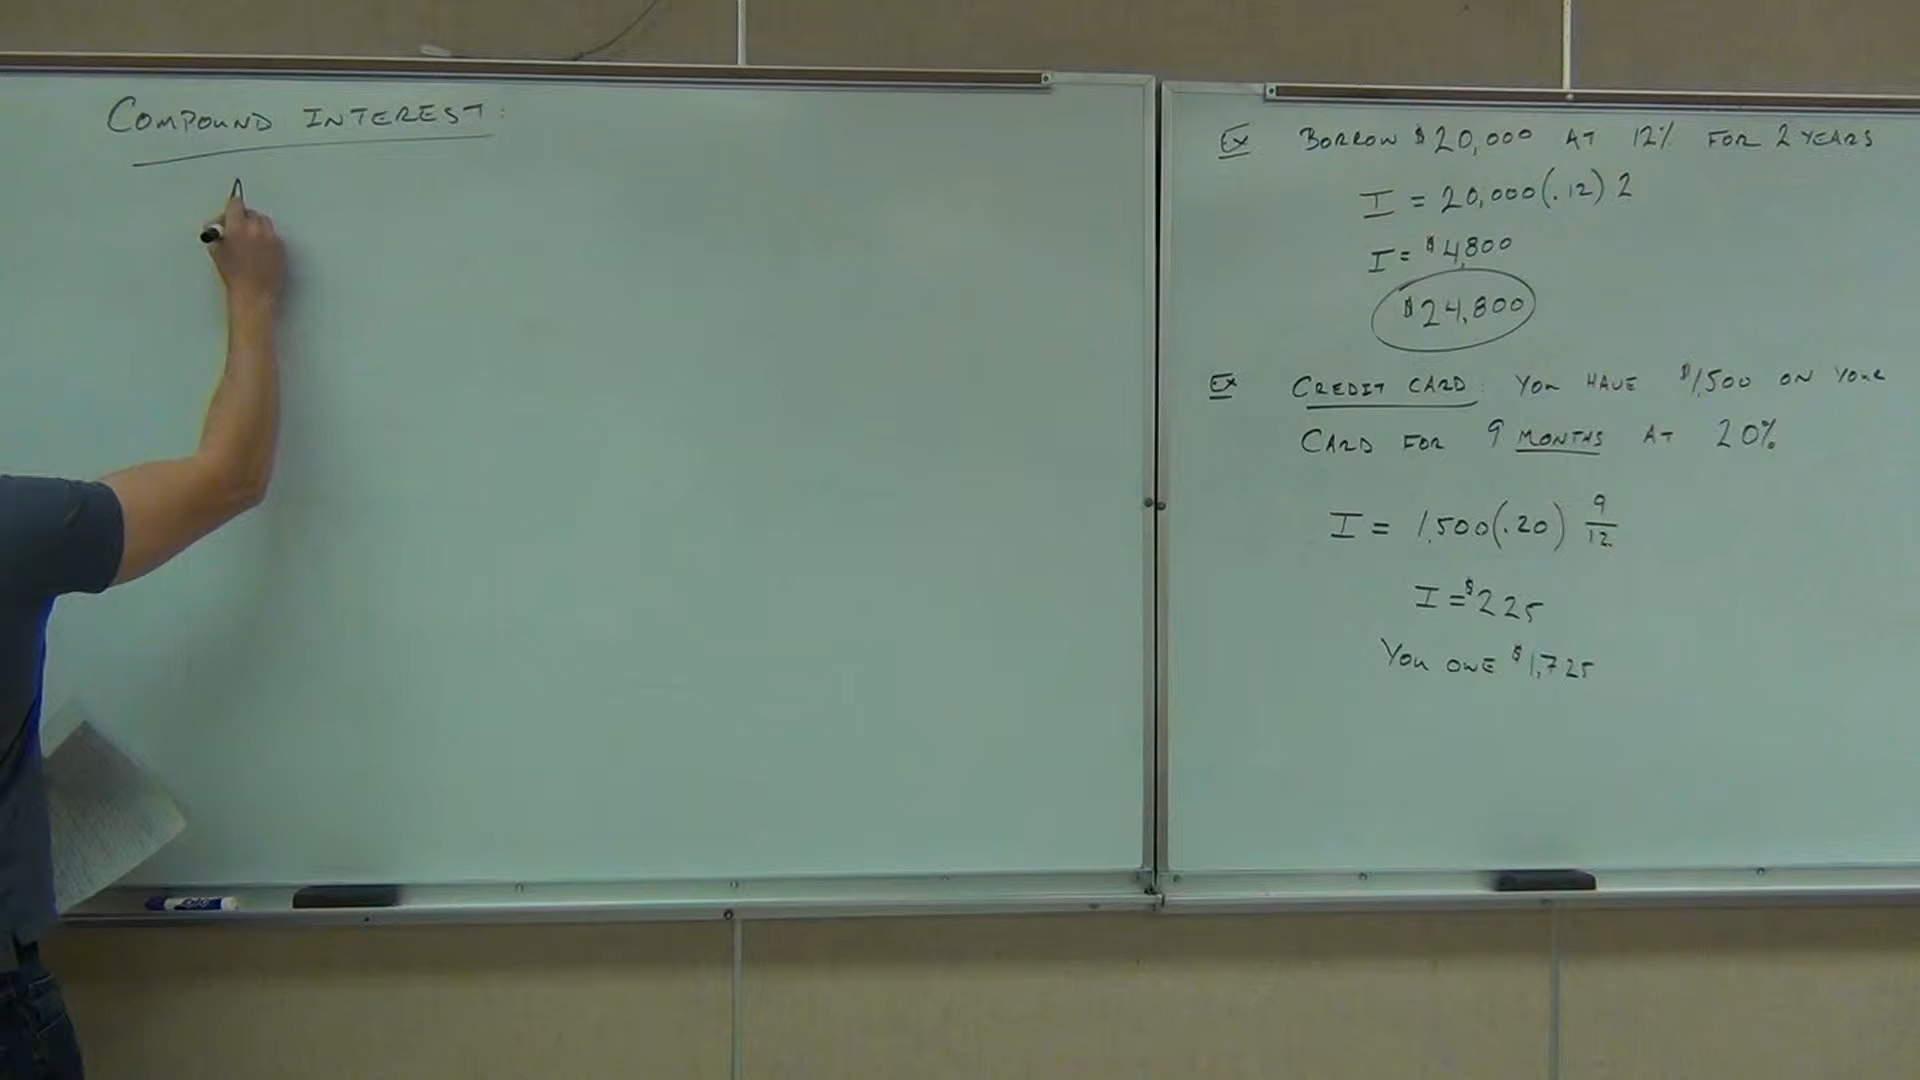 COMPOUND INTEREST:
EX BORROW $20,000 AT 12% FOR 2 YEARS
I = 20,000(.12) 2
I = $4,800
$24,800
EX CREDIT CARD: YOU HAVE $1,500 ON YOUR
CARD FOR 9 MONTHS AT 20%
I = 1,500(.20) 9/12
I = $225
YOU OWE $1,725